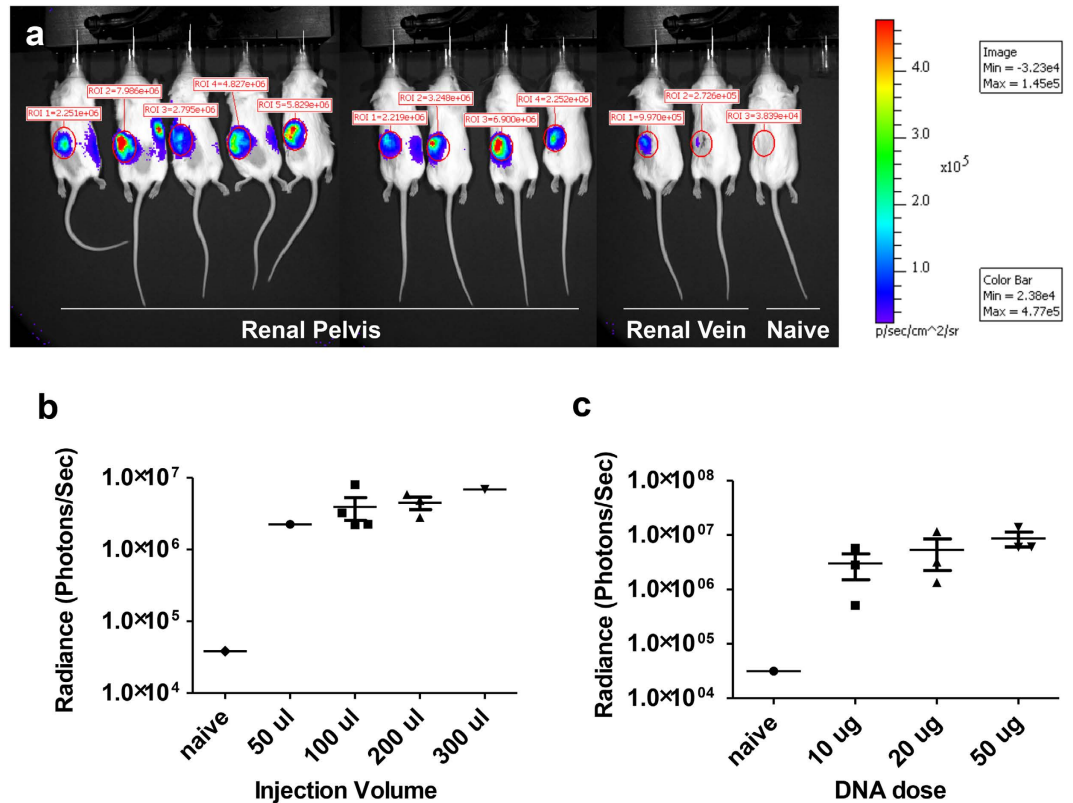 a
ROI 1=2.251e+06
ROI 2=7.986e+06
ROI 3=2.795e+06
ROI 4=4.827e+06
ROI 5=5.829e+06
ROI 1=2.219e+06
ROI 2=3.248e+06
ROI 3=6.900e+06
ROI 4=2.252e+06
ROI 1=9.970e+05
ROI 2=2.726e+05
ROI 3=3.839e+04
Renal Pelvis
Renal Vein
Naive
4.0
3.0
2.0
1.0
x10^5
p/sec/cm^2/sr
Image
Min = -3.23e4
Max = 1.45e5
Color Bar
Min = 2.38e4
Max = 4.77e5
b
Radiance (Photons/Sec)
1.0×10^7
1.0×10^6
1.0×10^5
1.0×10^4
naive
50 ul
100 ul
200 ul
300 ul
Injection Volume
c
Radiance (Photons/Sec)
1.0×10^08
1.0×10^07
1.0×10^06
1.0×10^05
1.0×10^04
naive
10 ug
20 ug
50 ug
DNA dose